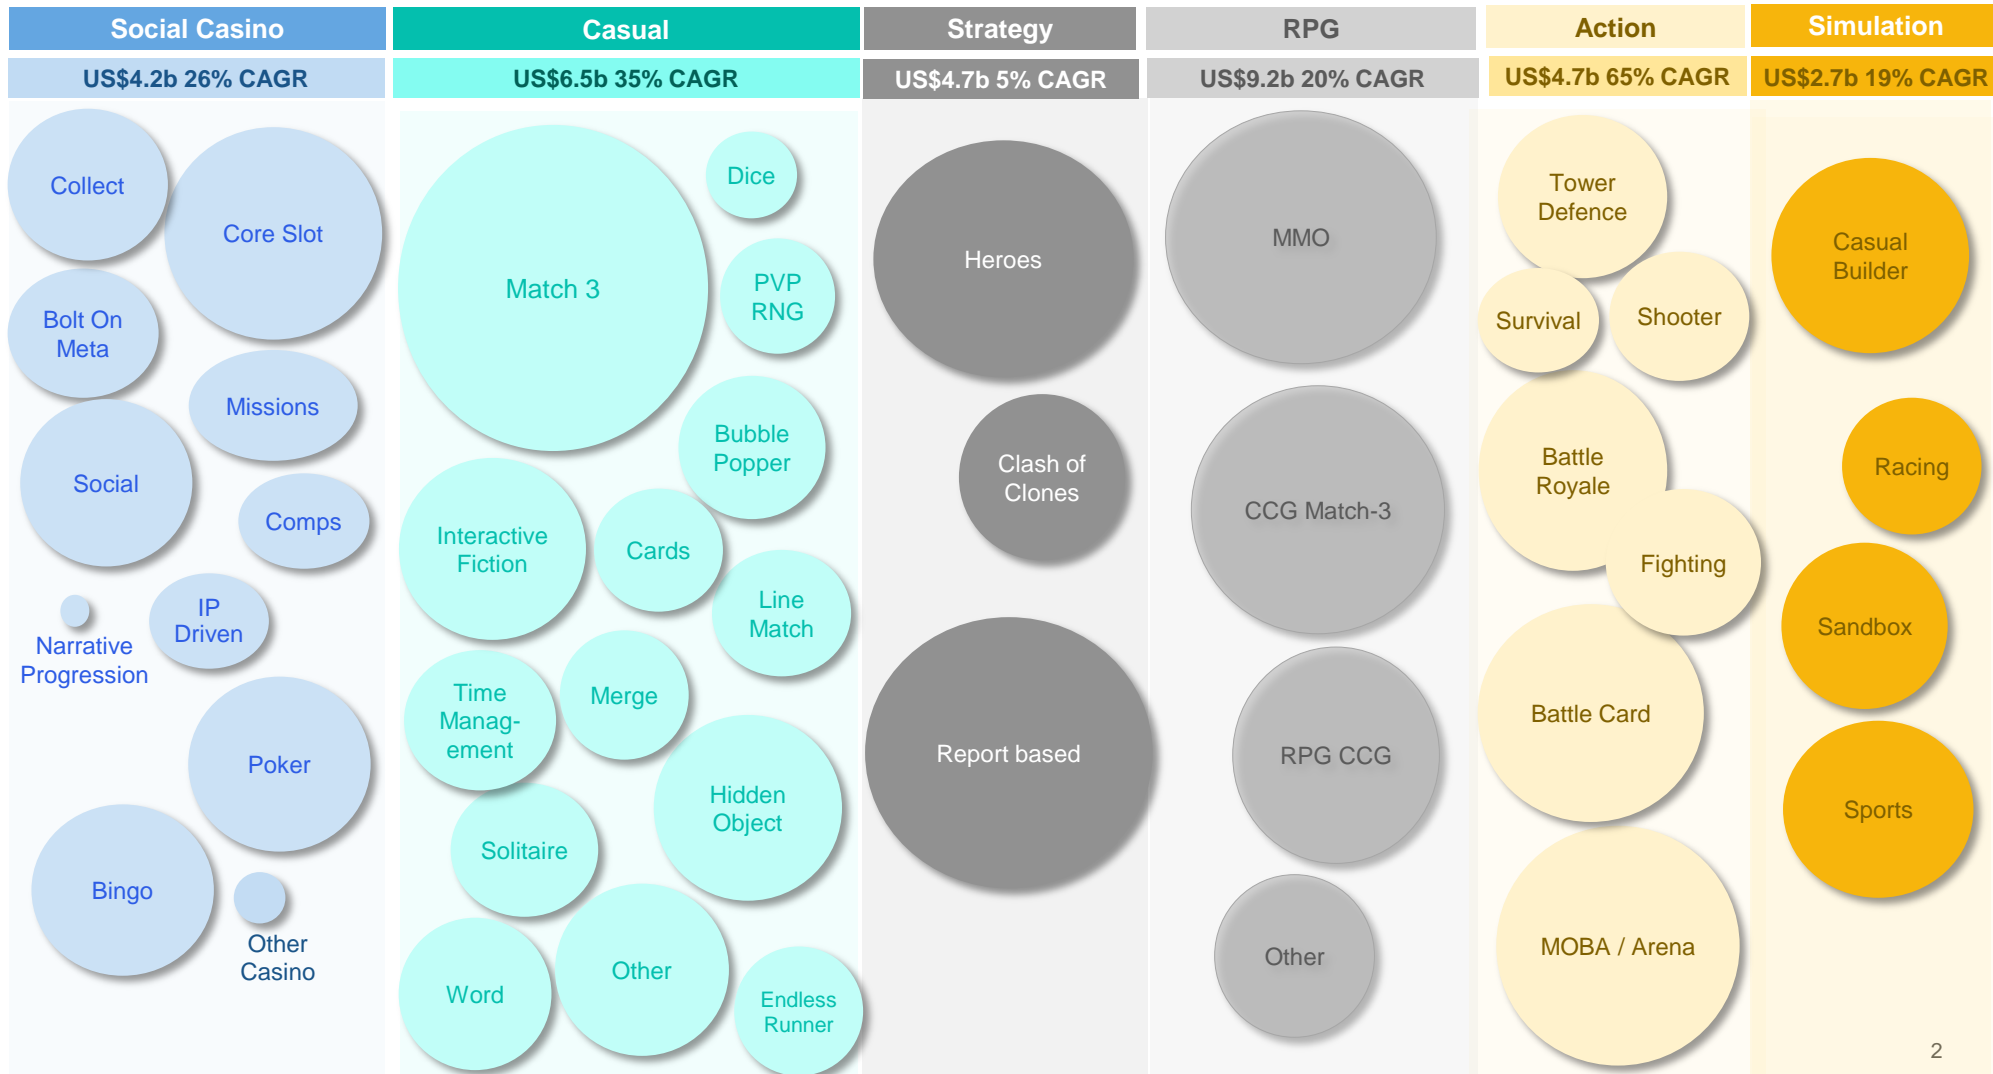 Social Casino
Casual
Strategy
RPG
Action
Simulation
US$4.2b 26% CAGR
US$6.5b 35% CAGR
US$4.7b 5% CAGR
US$9.2b 20% CAGR
US$4.7b 65% CAGR
US$2.7b 19% CAGR
Collect
Core Slot
Bolt On
Meta
Missions
Social
Comps
Narrative
Progression
IP
Driven
Poker
Bingo
Other
Casino
Match 3
Dice
PVP
RNG
Bubble
Popper
Interactive
Fiction
Cards
Line
Match
Time
Manag-
ement
Merge
Hidden
Object
Solitaire
Word
Other
Endless
Runner
Heroes
Clash of
Clones
Report based
MMO
CCG Match-3
RPG CCG
Other
Tower
Defence
Survival
Shooter
Battle
Royale
Fighting
Battle Card
MOBA / Arena
Casual
Builder
Racing
Sandbox
Sports
2